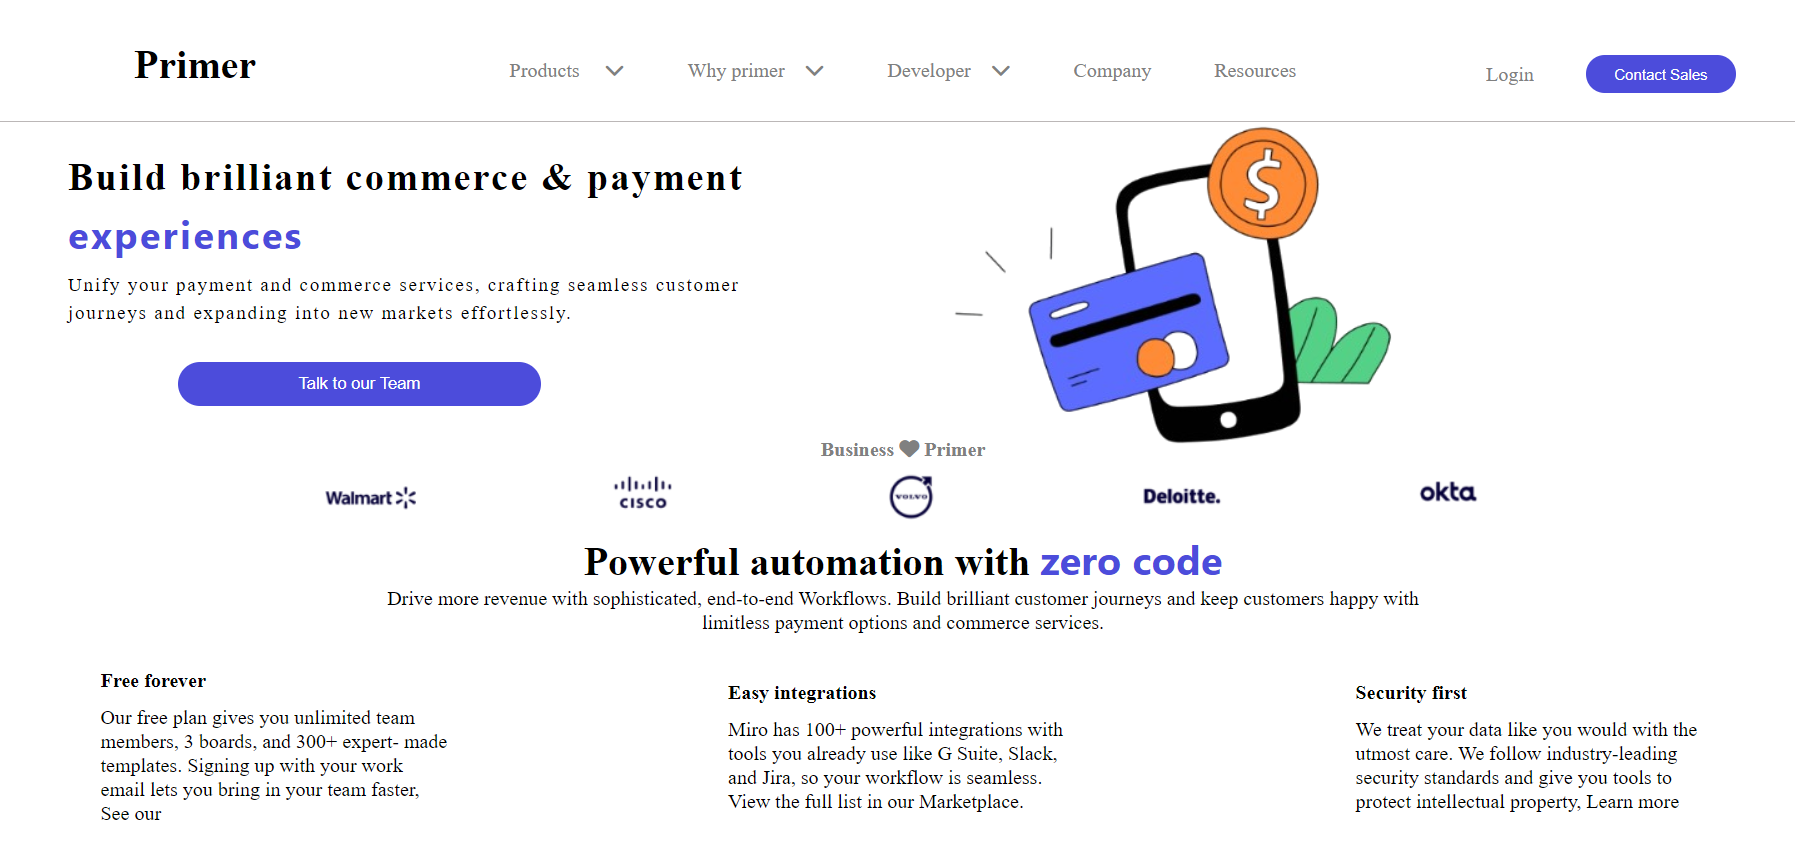 Primer
Products
Why primer
Developer
Company
Resources
Login
Contact Sales
Build brilliant commerce & payment
experiences
Unify your payment and commerce services, crafting seamless customer
journeys and expanding into new markets effortlessly.
Talk to our Team
$
Business Primer
Walmart
CISCO
VOLVO
Deloitte.
okta
Powerful automation with zero code
Drive more revenue with sophisticated, end-to-end Workflows. Build brilliant customer journeys and keep customers happy with
limitless payment options and commerce services.
Free forever
Our free plan gives you unlimited team
members, 3 boards, and 300+ expert- made
templates. Signing up with your work
email lets you bring in your team faster,
See our
Easy integrations
Miro has 100+ powerful integrations with
tools you already use like G Suite, Slack,
and Jira, so your workflow is seamless.
View the full list in our Marketplace.
Security first
We treat your data like you would with the
utmost care. We follow industry-leading
security standards and give you tools to
protect intellectual property, Learn more